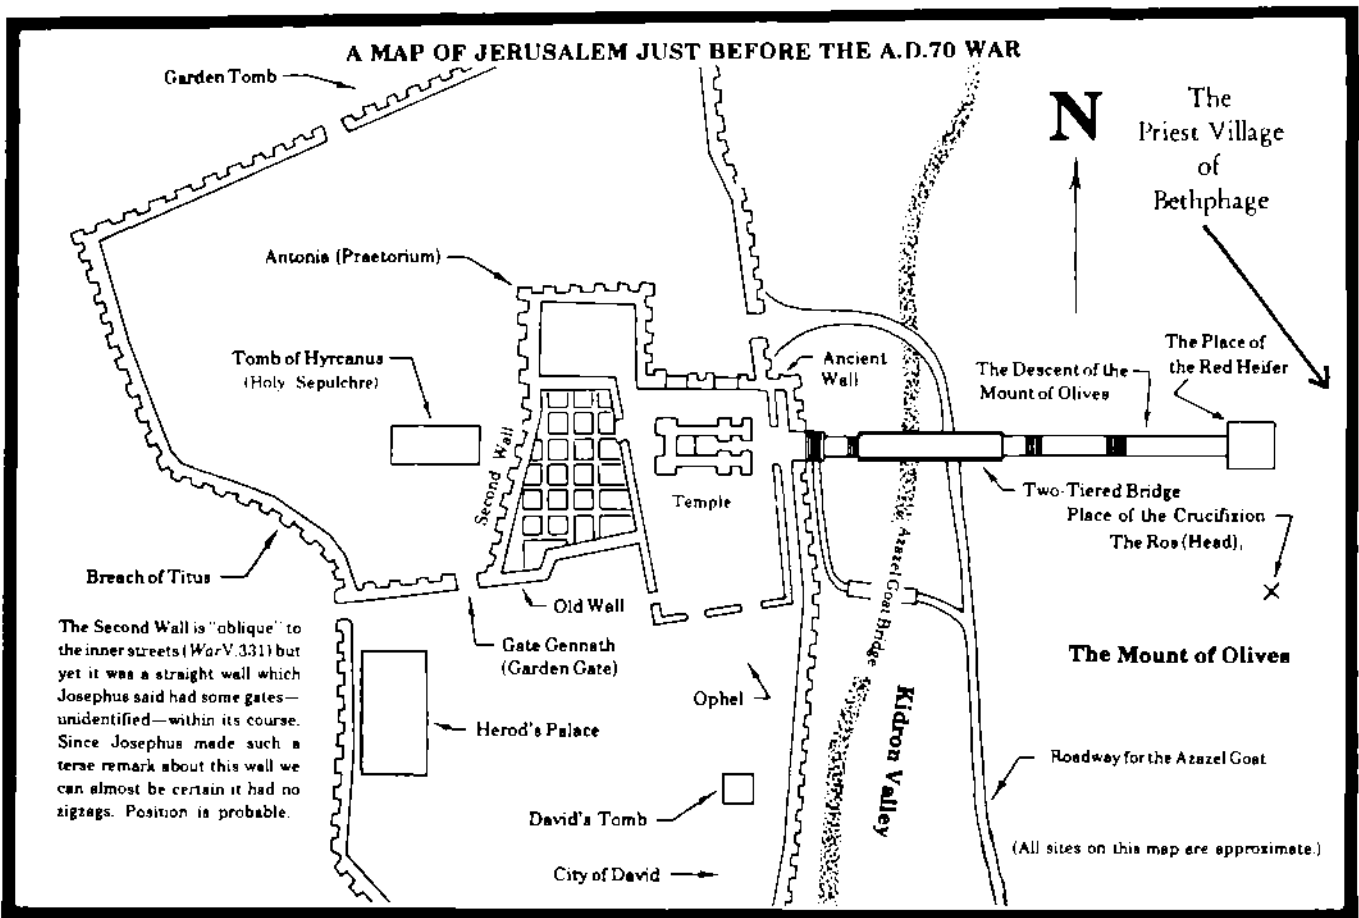 A MAP OF JERUSALEM JUST BEFORE THE A.D.70 WAR
Garden Tomb
N
The
Priest Village
of
Bethphage
Antonia (Praetorium)
Tomb of Hyrcanus
(Holy Sepulchre)
Second Wall
Ancient
Wall
The Descent of the
Mount of Olives
The Place of
the Red Heifer
Temple
Two-Tiered Bridge
Place of the Crucifixion
The Ros (Head).
Azazel Goat Bridge
Breach of Titus
Old Wall
Gate Gennath
(Garden Gate)
The Second Wall is "oblique" to
the inner streets (War V.331) but
yet it was a straight wall which
Josephus said had some gates—
unidentified—within its course.
Since Josephus made such a
terse remark about this wall we
can almost be certain it had no
zigzags. Position is probable.
The Mount of Olives
Ophel
Kidron Valley
Herod's Palace
Roadway for the Azazel Goat
David's Tomb
City of David
(All sites on this map are approximate.)